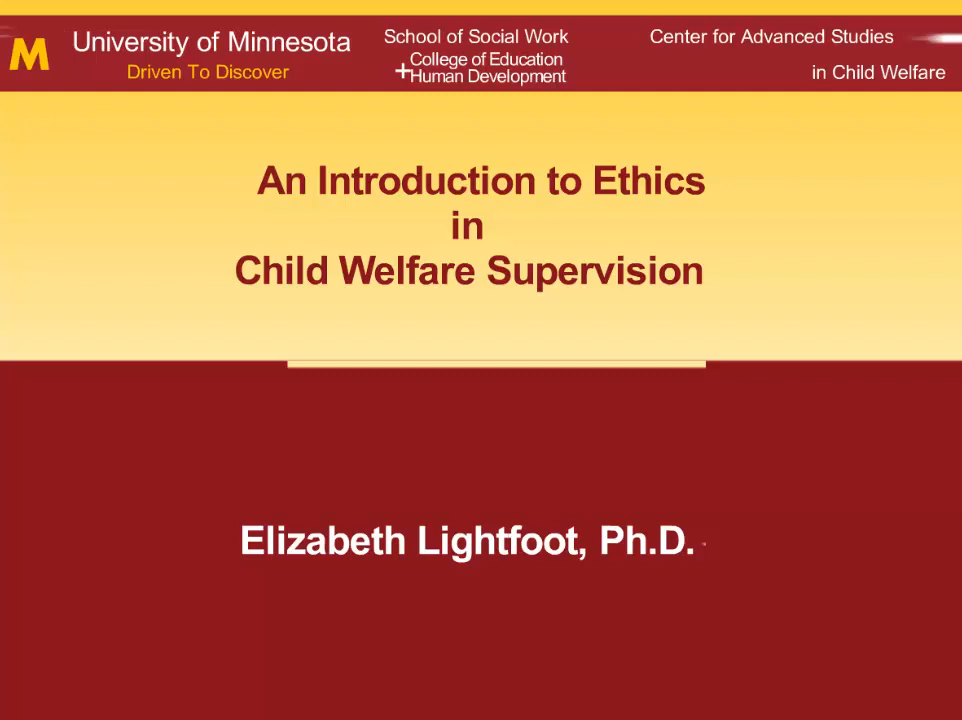 M
University of Minnesota
Driven To Discover
School of Social Work
College of Education
+Human Development
Center for Advanced Studies
in Child Welfare
An Introduction to Ethics
in
Child Welfare Supervision
Elizabeth Lightfoot, Ph.D.